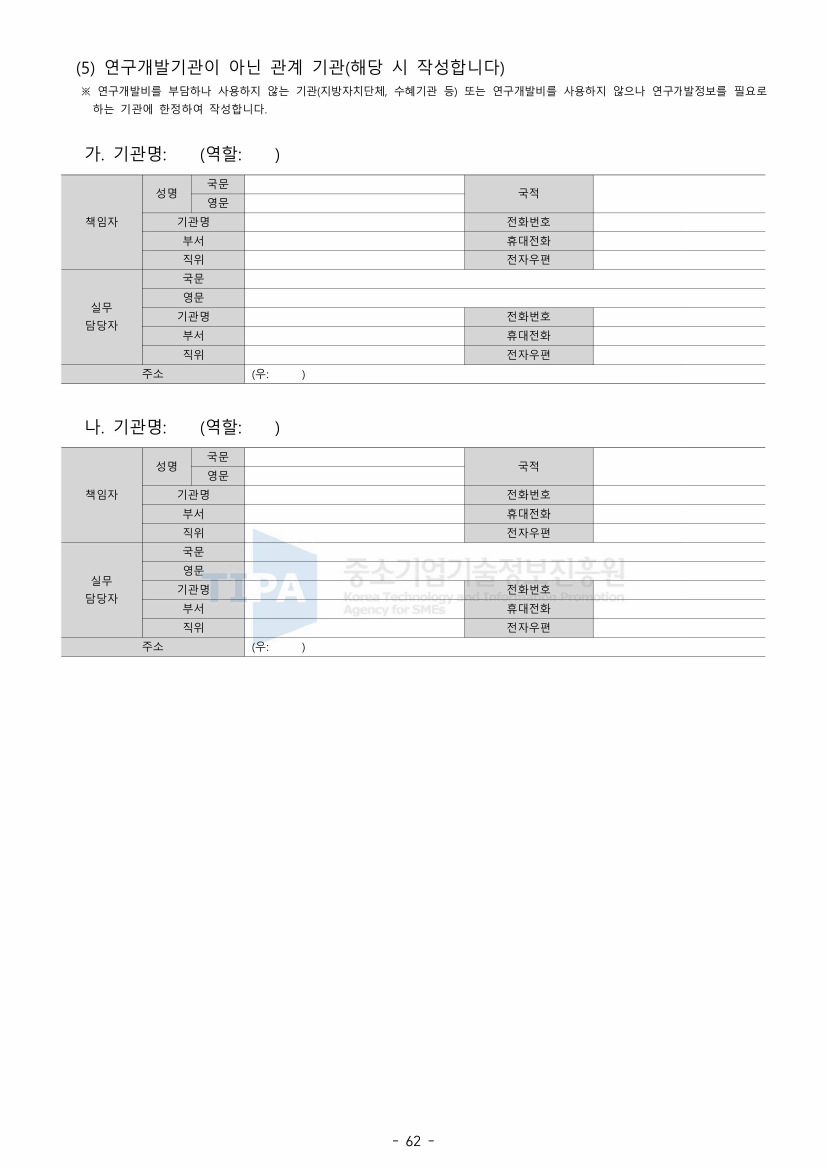 (5) 연구개발기관이 아닌 관계 기관(해당 시 작성합니다)
※ 연구개발비를 부담하나 사용하지 않는 기관(지방자치단체, 수혜기관 등) 또는 연구개발비를 사용하지 않으나 연구개발정보를 필요로
하는 기관에 한정하여 작성합니다.
가. 기관명: (역할: )
책임자 성명 국문 국적
영문
기관명 전화번호
부서 휴대전화
직위 전자우편
실무
담당자
국문
영문
기관명 전화번호
부서 휴대전화
직위 전자우편
주소 (우: )
나. 기관명: (역할: )
책임자 성명 국문 국적
영문
기관명 전화번호
부서 휴대전화
직위 전자우편
실무
담당자
국문
영문
기관명 전화번호
부서 휴대전화
직위 전자우편
주소 (우: )
TIPA 중소기업기술정보진흥원
Korea Technology and Information Promotion
Agency for SMEs
- 62 -